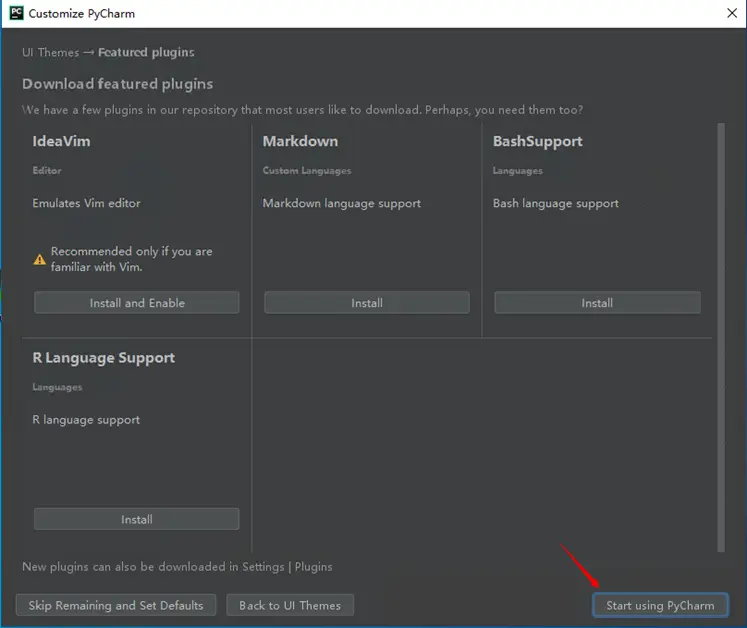 Customize PyCharm
UI Themes → Featured plugins
Download featured plugins
We have a few plugins in our repository that most users like to download. Perhaps, you need them too?
IdeaVim
Editor
Emulates Vim editor
Recommended only if you are
familiar with Vim.
Install and Enable
Markdown
Custom Languages
Markdown language support
Install
BashSupport
Languages
Bash language support
Install
R Language Support
Languages
R language support
Install
New plugins can also be downloaded in Settings | Plugins
Skip Remaining and Set Defaults
Back to UI Themes
Start using PyCharm